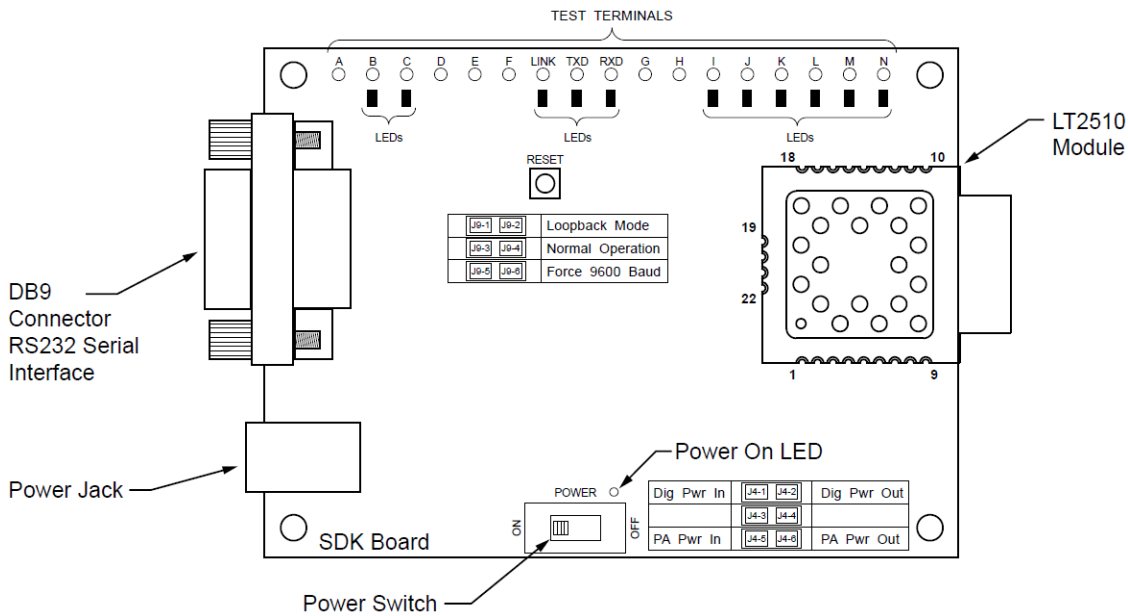 TEST TERMINALS
A B C D E F LINK TXD RXD G H I J K L M N
LEDs LEDs LEDs
LT2510
Module
RESET
18 10
J9-1 J9-2 Loopback Mode
J9-3 J9-4 Normal Operation
J9-5 J9-6 Force 9600 Baud
19
22
1 9
DB9
Connector
RS232 Serial
Interface
Power Jack
Power On LED
POWER
ON OFF
SDK Board
Dig Pwr In J4-1 J4-2 Dig Pwr Out
J4-3 J4-4
PA Pwr In J4-5 J4-6 PA Pwr Out
Power Switch